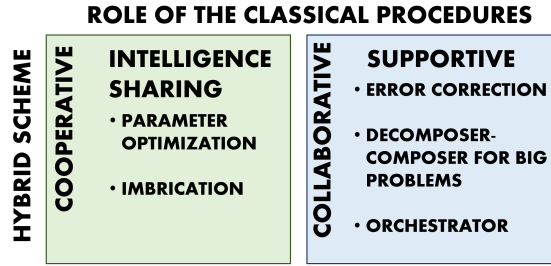 ROLE OF THE CLASSICAL PROCEDURES
HYBRID SCHEME
COOPERATIVE
INTELLIGENCE
SHARING
• PARAMETER
OPTIMIZATION
• IMBRICATION
COLLABORATIVE
SUPPORTIVE
• ERROR CORRECTION
• DECOMPOSER-
COMPOSER FOR BIG
PROBLEMS
• ORCHESTRATOR